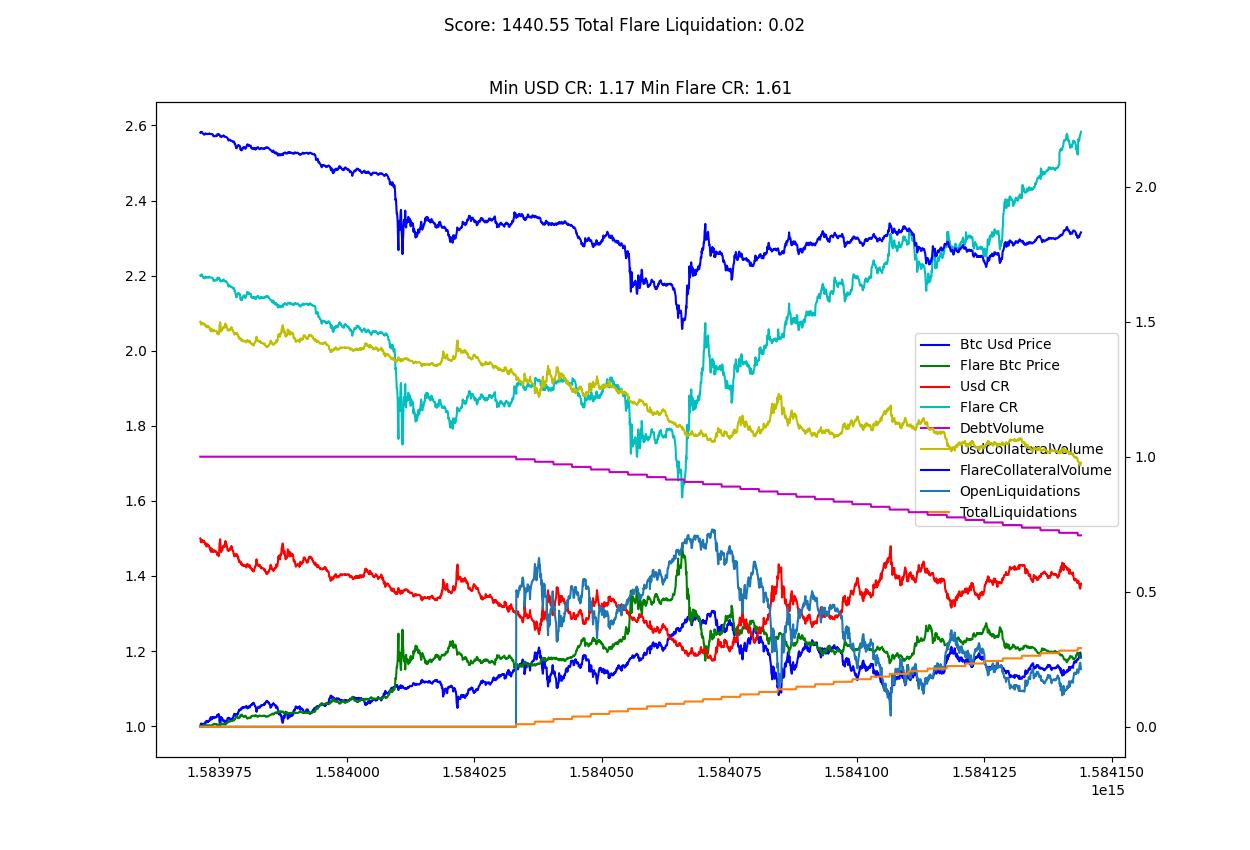 Score: 1440.55 Total Flare Liquidation: 0.02
Min USD CR: 1.17 Min Flare CR: 1.61
2.6
2.4
2.2
2.0
1.8
1.6
1.4
1.2
1.0
2.0
1.5
1.0
0.5
0.0
Btc Usd Price
Flare Btc Price
Usd CR
Flare CR
DebtVolume
UsdCollateralVolume
FlareCollateralVolume
OpenLiquidations
TotalLiquidations
1.583975 1.584000 1.584025 1.584050 1.584075 1.584100 1.584125 1.584150
1e15